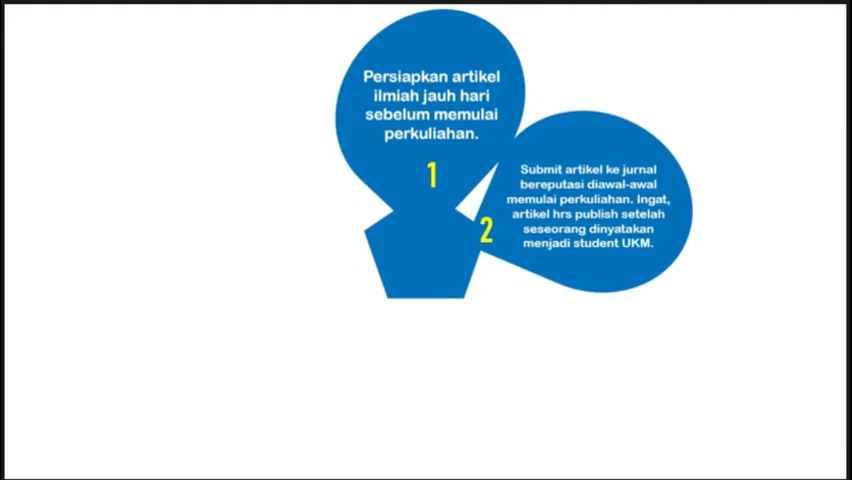 Persiapkan artikel
ilmiah jauh hari
sebelum memulai
perkuliahan.
1
Submit artikel ke jurnal
bereputasi diawal-awal
memulai perkuliahan. Ingat,
artikel hrs publish setelah
seseorang dinyatakan
menjadi student UKM.
2